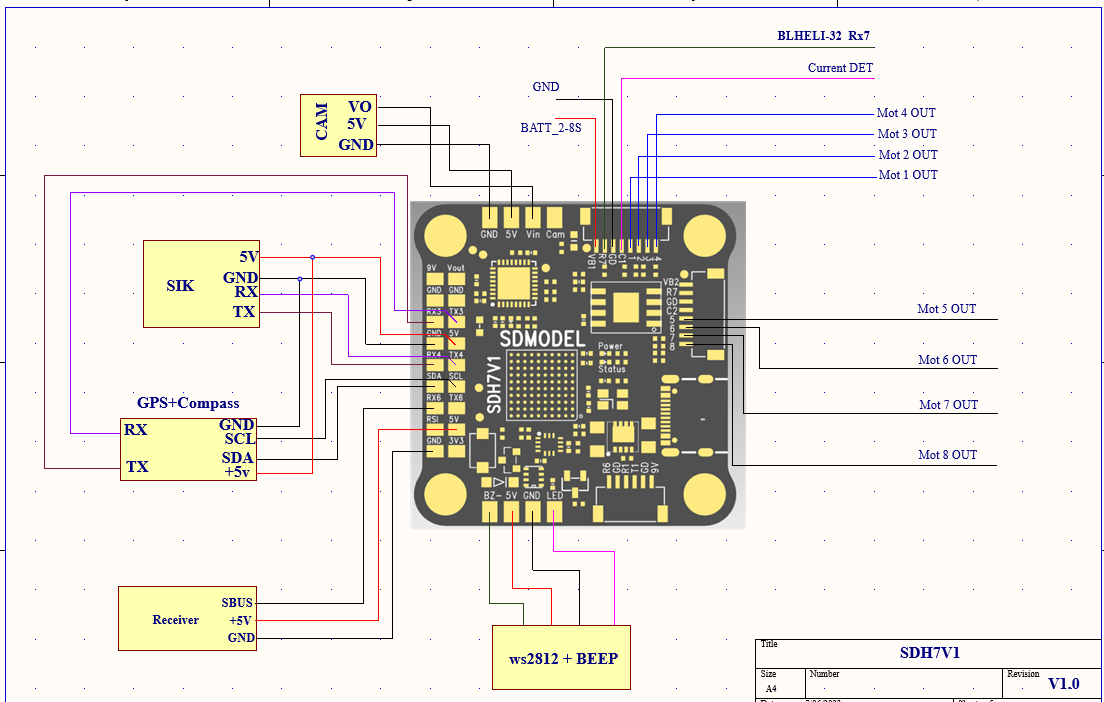 BLHELI-32 Rx7
Current DET
GND
BATT_2-8S
Mot 4 OUT
Mot 3 OUT
Mot 2 OUT
Mot 1 OUT
CAM
VO
5V
GND
GND 5V Vin Cam
VB1 R7 GD C1 1 2 3 4
SIK
5V
GND
RX
TX
9V Vout
GND GND
RX3 TX3
GND 5V
RX4 TX4
SDA SCL
RX6 TX6
RSI 5V
GND 3V3
SDMODEL
SDH7V1
Power
Status
VB2
R7
GD
C2
5
6
7
8
Mot 5 OUT
Mot 6 OUT
Mot 7 OUT
Mot 8 OUT
GPS+Compass
RX
TX
GND
SCL
SDA
+5v
R6 GD R1 T1 GD 9V
BZ- 5V GND LED
Receiver
SBUS
+5V
GND
ws2812 + BEEP
Title
SDH7V1
Size
A4
Number
Revision
V1.0